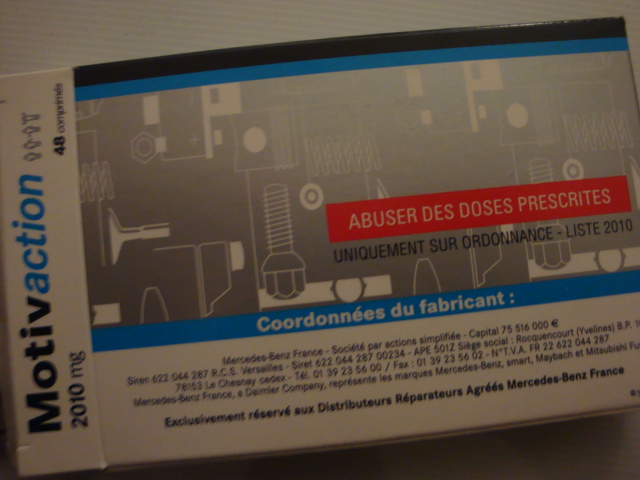 Motivaction
2010 mg
48 comprimés
ABUSER DES DOSES PRESCRITES
UNIQUEMENT SUR ORDONNANCE - LISTE 2010
Coordonnées du fabricant :
Mercedes-Benz France - Société par actions simplifiée - Capital 75 516 000 €
Siren 622 044 287 R.C.S. Versailles - Siret 622 044 287 00234 - APE 501Z Siège social : Rocquencourt (Yvelines) B.P.
78153 Le Chesnay cedex - Tél. 01 39 23 56 00 / Fax : 01 39 23 56 02 - N° T.V.A. FR 22 622 044 287
Mercedes-Benz France, a Daimler Company, représente les marques Mercedes-Benz, smart, Maybach et Mitsubishi
Exclusivement réservé aux Distributeurs Réparateurs Agréés Mercedes-Benz France